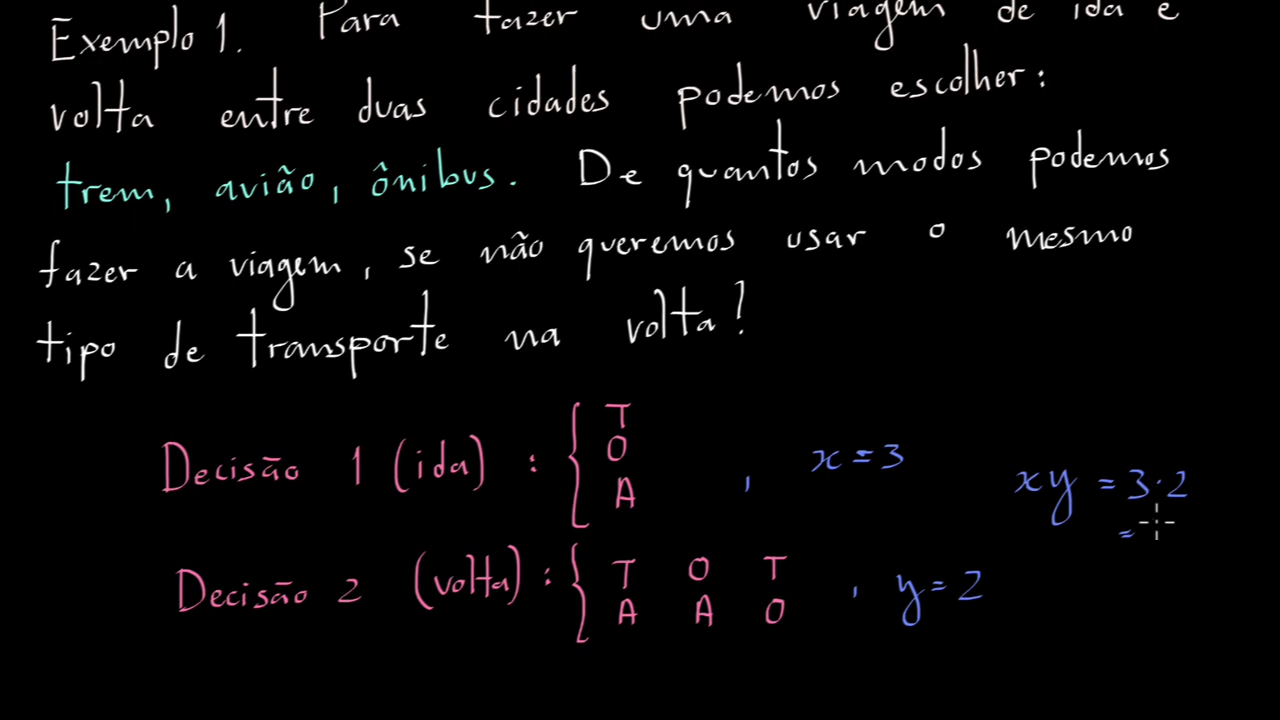 Exemplo 1. Para fazer uma viagem de ida e
volta entre duas cidades podemos escolher:
trem, avião, ônibus. De quantos modos podemos
fazer a viagem, se não queremos usar o mesmo
tipo de transporte na volta?
Decisão 1 (ida) : { T
O
A
, x = 3
xy = 3·2
=
Decisão 2 (volta) : { T O T
A A O
, y = 2